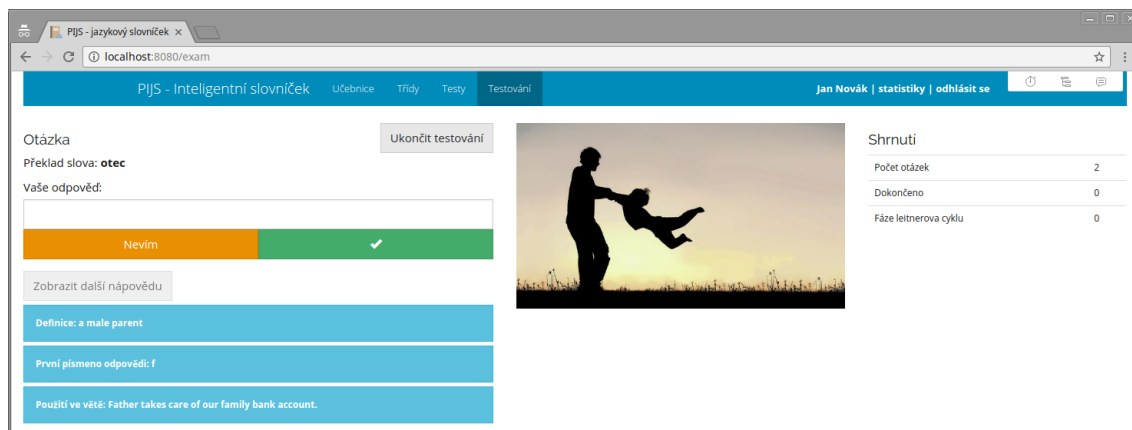 PIJS - jazykový slovníček
localhost:8080/exam
PIJS - Inteligentní slovníček Učebnice Třídy Testy Testování Jan Novák | statistiky | odhlásit se
Otázka
Ukončit testování
Překlad slova: otec
Vaše odpověď:
Nevím
Zobrazit další nápovědu
Definice: a male parent
První písmeno odpovědi: f
Použití ve větě: Father takes care of our family bank account.
Shrnutí
Počet otázek 2
Dokončeno 0
Fáze leitnerova cyklu 0